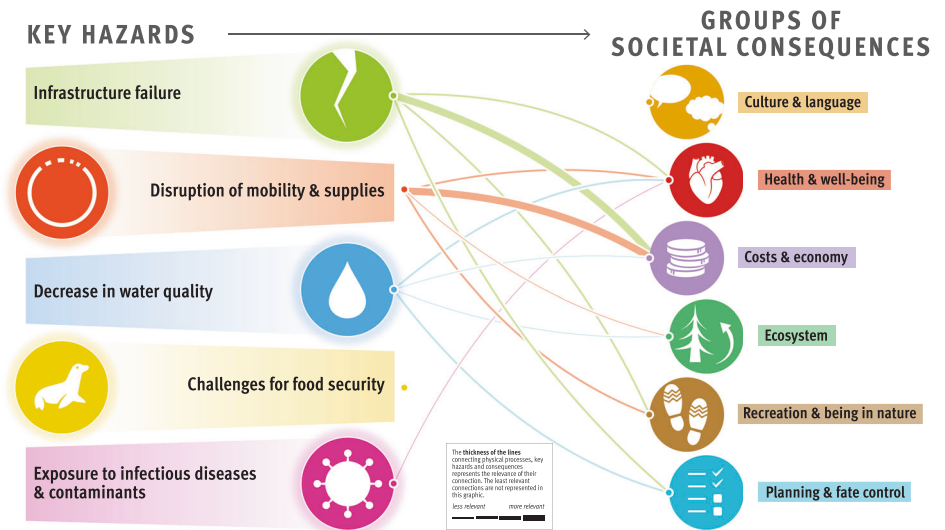 KEY HAZARDS
GROUPS OF
SOCIETAL CONSEQUENCES
Infrastructure failure
Disruption of mobility & supplies
Decrease in water quality
Challenges for food security
Exposure to infectious diseases
& contaminants
Culture & language
Health & well-being
Costs & economy
Ecosystem
Recreation & being in nature
Planning & fate control
The thickness of the lines
connecting physical processes, key
hazards and consequences
represents the relevance of their
connection. The least relevant
connections are not represented in
this graphic.
less relevant more relevant